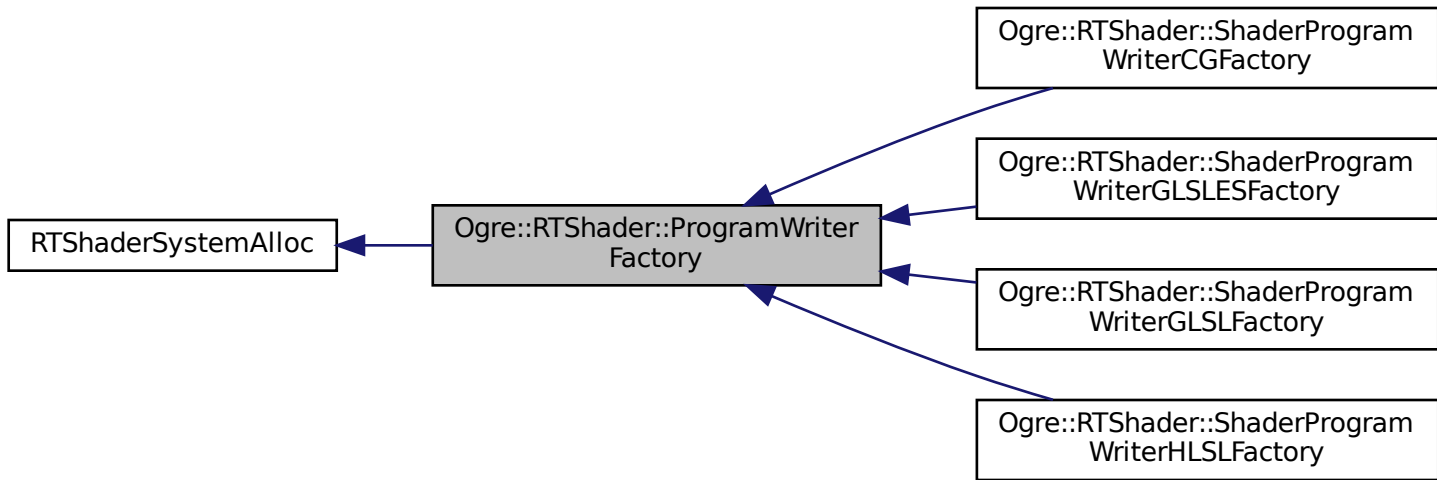 Ogre::RTShader::ShaderProgram
WriterCGFactory
Ogre::RTShader::ShaderProgram
WriterGLSLESFactory
RTShaderSystemAlloc
Ogre::RTShader::ProgramWriter
Factory
Ogre::RTShader::ShaderProgram
WriterGLSLFactory
Ogre::RTShader::ShaderProgram
WriterHLSLFactory